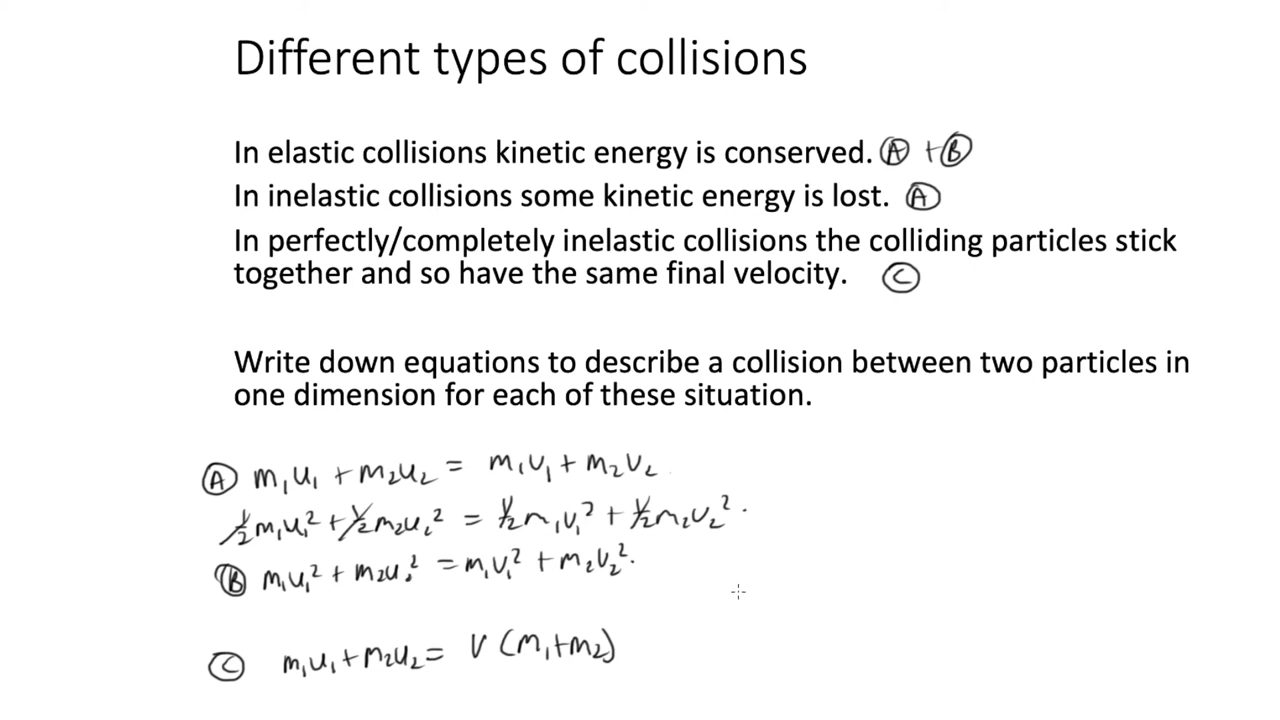 Different types of collisions
In elastic collisions kinetic energy is conserved. Ⓐ + Ⓑ
In inelastic collisions some kinetic energy is lost. Ⓐ
In perfectly/completely inelastic collisions the colliding particles stick
together and so have the same final velocity. Ⓒ
Write down equations to describe a collision between two particles in
one dimension for each of these situation.
Ⓐ m₁u₁ + m₂u₂ = m₁v₁ + m₂v₂
½m₁u₁² + ½m₂u₂² = ½m₁v₁² + ½m₂v₂².
Ⓑ m₁u₁² + m₂u₂² = m₁v₁² + m₂v₂².
Ⓒ m₁u₁ + m₂u₂ = V (m₁+m₂)